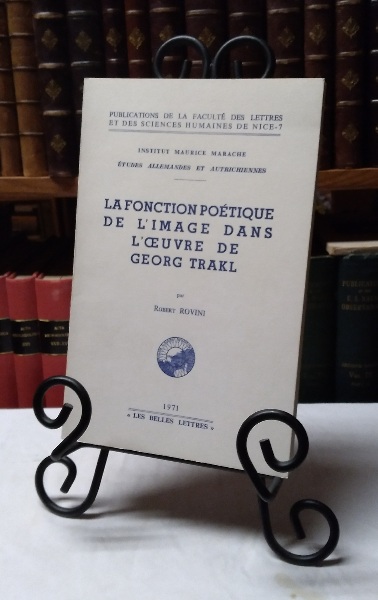 PUBLICATIONS DE LA FACULTÉ DES LETTRES
ET DES SCIENCES HUMAINES DE NICE-7
INSTITUT MAURICE MARACHE
ÉTUDES ALLEMANDES ET AUTRICHIENNES
LA FONCTION POÉTIQUE
DE L'IMAGE DANS
L'ŒUVRE DE
GEORG TRAKL
par
ROBERT ROVINI
1971
« LES BELLES LETTRES »